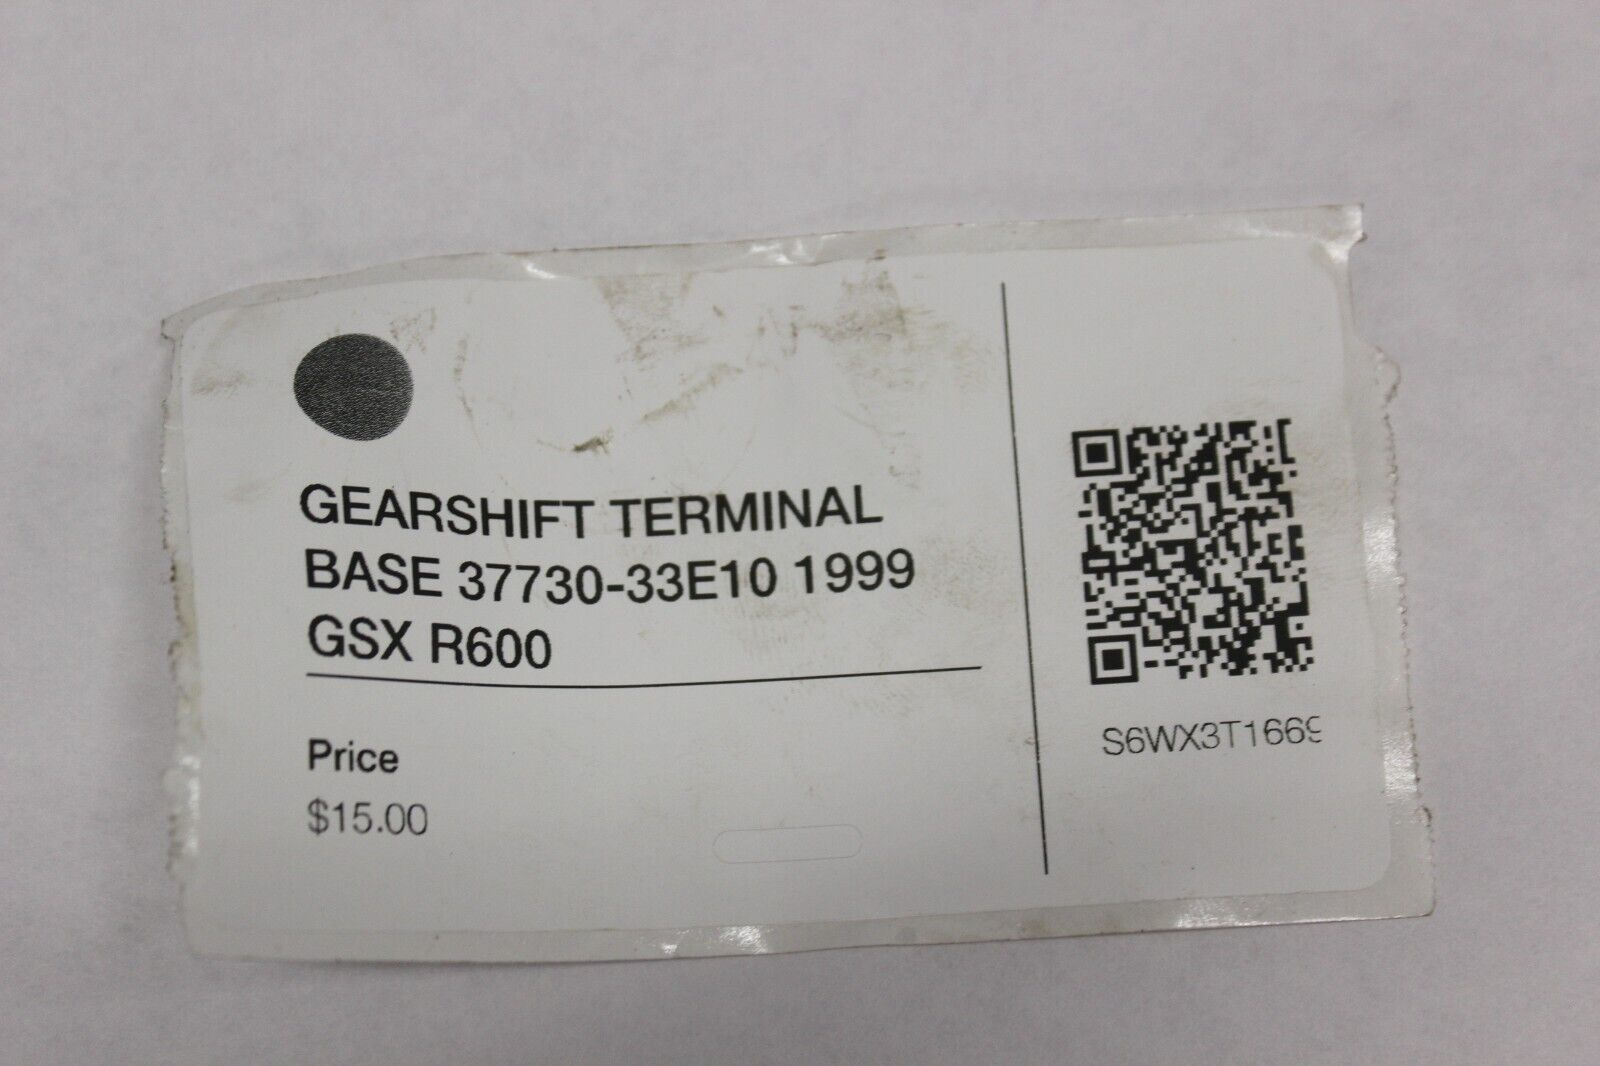 GEARSHIFT TERMINAL
BASE 37730-33E10 1999
GSX R600
Price
$15.00
S6WX3T1669